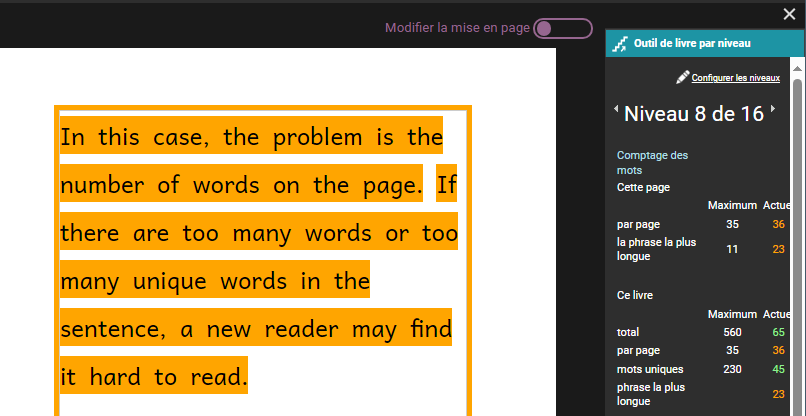 Modifier la mise en page
In this case, the problem is the
number of words on the page. If
there are too many words or too
many unique words in the
sentence, a new reader may find
it hard to read.
Outil de livre par niveau
Configurer les niveaux
Niveau 8 de 16
Comptage des
mots
Cette page
Maximum Actue
par page 35 36
la phrase la plus
longue 11 23
Ce livre
Maximum Actue
total 560 65
par page 35 36
mots uniques 230 45
phrase la plus
longue 23